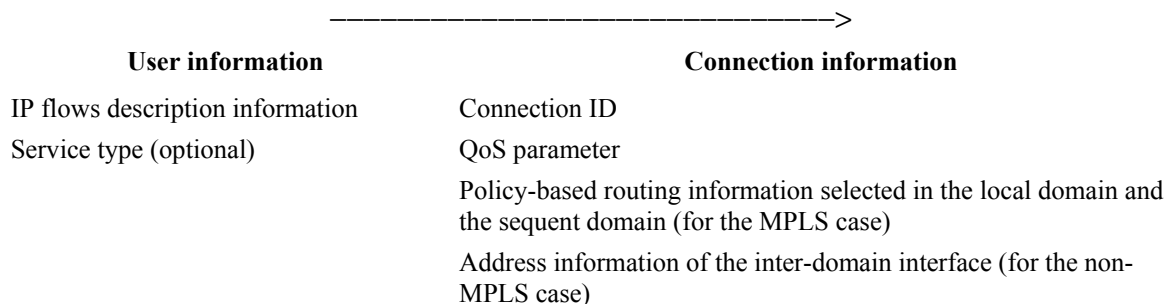 User information Connection information
IP flows description information Connection ID
Service type (optional) QoS parameter
Policy-based routing information selected in the local domain and
the sequent domain (for the MPLS case)
Address information of the inter-domain interface (for the non-
MPLS case)